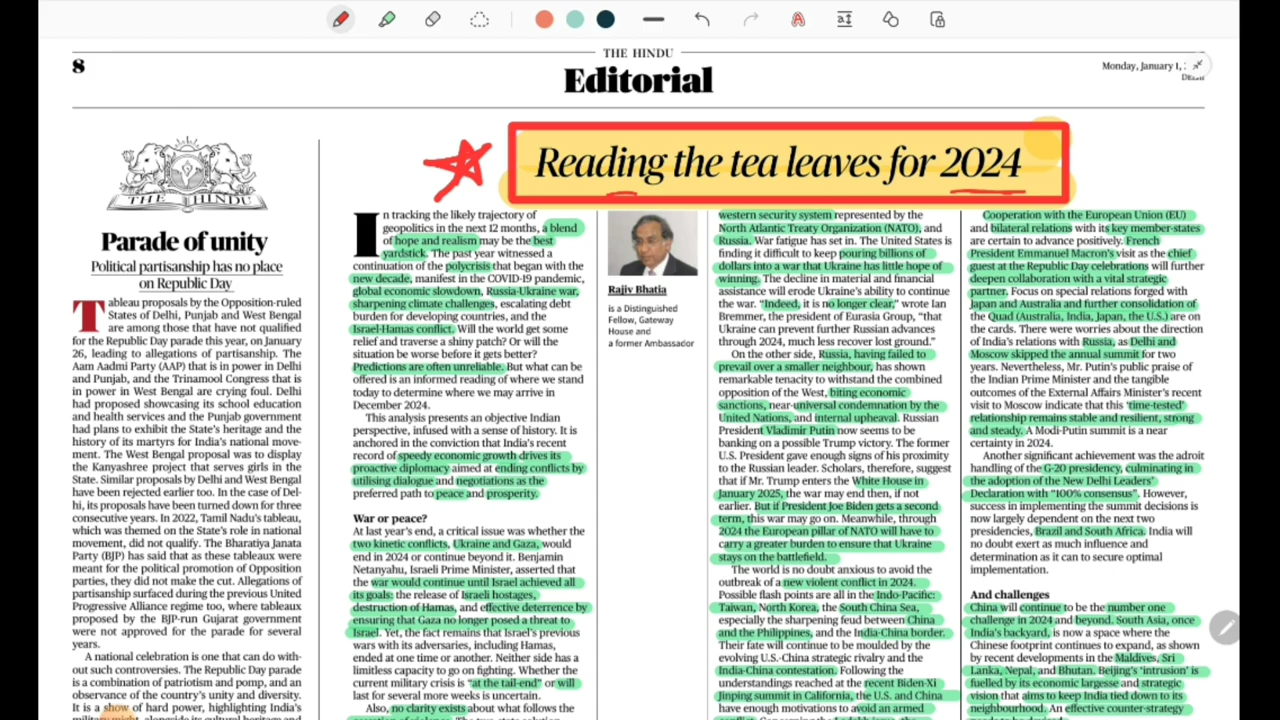 THE HINDU
8
Editorial
Monday, January 1,
Reading the tea leaves for 2024
THE HINDU
Parade of unity
Political partisanship has no place
on Republic Day
Tableau proposals by the Opposition-ruled
States of Delhi, Punjab and West Bengal
are among those that have not qualified
for the Republic Day parade this year, on January
26, leading to allegations of partisanship. The
Aam Aadmi Party (AAP) that is in power in Delhi
and Punjab, and the Trinamool Congress that is
in power in West Bengal are crying foul. Delhi
had proposed showcasing its school education
and health services and the Punjab government
had plans to exhibit the State's heritage and the
history of its martyrs for India's national move-
ment. The West Bengal proposal was to display
the Kanyashree project that serves girls in the
State. Similar proposals by Delhi and West Bengal
have been rejected earlier too. In the case of Del-
hi, its proposals have been turned down for three
consecutive years. In 2022, Tamil Nadu's tableau,
which was themed on the State's role in national
movement, did not qualify. The Bharatiya Janata
Party (BJP) has said that as these tableaux were
meant for the political promotion of Opposition
parties, they did not make the cut. Allegations of
partisanship surfaced during the previous United
Progressive Alliance regime too, where tableaux
proposed by the BJP-run Gujarat government
were not approved for the parade for several
years.
A national celebration is one that can do with-
out such controversies. The Republic Day parade
is a combination of patriotism and pomp, and an
observance of the country's unity and diversity.
It is a show of hard power, highlighting India's
military might, alongside its cultural heritage and
In tracking the likely trajectory of
geopolitics in the next 12 months, a blend
of hope and realism may be the best
yardstick. The past year witnessed a
continuation of the polycrisis that began with the
new decade, manifest in the COVID-19 pandemic,
global economic slowdown, Russia-Ukraine war,
sharpening climate challenges, escalating debt
burden for developing countries, and the
Israel-Hamas conflict. Will the world get some
relief and traverse a shiny patch? Or will the
situation be worse before it gets better?
Predictions are often unreliable. But what can be
offered is an informed reading of where we stand
today to determine where we may arrive in
December 2024.
This analysis presents an objective Indian
perspective, infused with a sense of history. It is
anchored in the conviction that India's recent
record of speedy economic growth drives its
proactive diplomacy aimed at ending conflicts by
utilising dialogue and negotiations as the
preferred path to peace and prosperity.
War or peace?
At last year's end, a critical issue was whether the
two kinetic conflicts, Ukraine and Gaza, would
end in 2024 or continue beyond it. Benjamin
Netanyahu, Israeli Prime Minister, asserted that
the war would continue until Israel achieved all
its goals: the release of Israeli hostages,
destruction of Hamas, and effective deterrence by
ensuring that Gaza no longer posed a threat to
Israel. Yet, the fact remains that Israel's previous
wars with its adversaries, including Hamas,
ended at one time or another. Neither side has a
limitless capacity to go on fighting. Whether the
current military crisis is "at the tail-end" or will
last for several more weeks is uncertain.
Also, no clarity exists about what follows the
Rajiv Bhatia
is a Distinguished
Fellow, Gateway
House and
a former Ambassador
western security system represented by the
North Atlantic Treaty Organization (NATO), and
Russia. War fatigue has set in. The United States is
finding it difficult to keep pouring billions of
dollars into a war that Ukraine has little hope of
winning. The decline in material and financial
assistance will erode Ukraine's ability to continue
the war. "Indeed, it is no longer clear," wrote Ian
Bremmer, the president of Eurasia Group, "that
Ukraine can prevent further Russian advances
through 2024, much less recover lost ground."
On the other side, Russia, having failed to
prevail over a smaller neighbour, has shown
remarkable tenacity to withstand the combined
opposition of the West, biting economic
sanctions, near-universal condemnation by the
United Nations, and internal upheaval. Russian
President Vladimir Putin now seems to be
banking on a possible Trump victory. The former
U.S. President gave enough signs of his proximity
to the Russian leader. Scholars, therefore, suggest
that if Mr. Trump enters the White House in
January 2025, the war may end then, if not
earlier. But if President Joe Biden gets a second
term, this war may go on. Meanwhile, through
2024 the European pillar of NATO will have to
carry a greater burden to ensure that Ukraine
stays on the battlefield.
The world is no doubt anxious to avoid the
outbreak of a new violent conflict in 2024.
Possible flash points are all in the Indo-Pacific:
Taiwan, North Korea, the South China Sea,
especially the sharpening feud between China
and the Philippines, and the India-China border.
Their fate will continue to be moulded by the
evolving U.S.-China strategic rivalry and the
India-China contestation. Following the
understandings reached at the recent Biden-Xi
Jinping summit in California, the U.S. and China
have enough motivations to avoid an armed
Cooperation with the European Union (EU)
and bilateral relations with its key member-states
are certain to advance positively. French
President Emmanuel Macron's visit as the chief
guest at the Republic Day celebrations will further
deepen collaboration with a vital strategic
partner. Focus on special relations forged with
Japan and Australia and further consolidation of
the Quad (Australia, India, Japan, the U.S.) are on
the cards. There were worries about the direction
of India's relations with Russia, as Delhi and
Moscow skipped the annual summit for two
years. Nevertheless, Mr. Putin's public praise of
the Indian Prime Minister and the tangible
outcomes of the External Affairs Minister's recent
visit to Moscow indicate that this 'time-tested'
relationship remains stable and resilient, strong
and steady. A Modi-Putin summit is a near
certainty in 2024.
Another significant achievement was the adroit
handling of the G-20 presidency, culminating in
the adoption of the New Delhi Leaders'
Declaration with "100% consensus". However,
success in implementing the summit decisions is
now largely dependent on the next two
presidencies, Brazil and South Africa. India will
no doubt exert as much influence and
determination as it can to secure optimal
implementation.
And challenges
China will continue to be the number one
challenge in 2024 and beyond. South Asia, once
India's backyard, is now a space where the
Chinese footprint continues to expand, as shown
by recent developments in the Maldives, Sri
Lanka, Nepal, and Bhutan. Beijing's 'intrusion' is
fuelled by its economic largesse and strategic
vision that aims to keep India tied down to its
neighbourhood. An effective counter-strategy